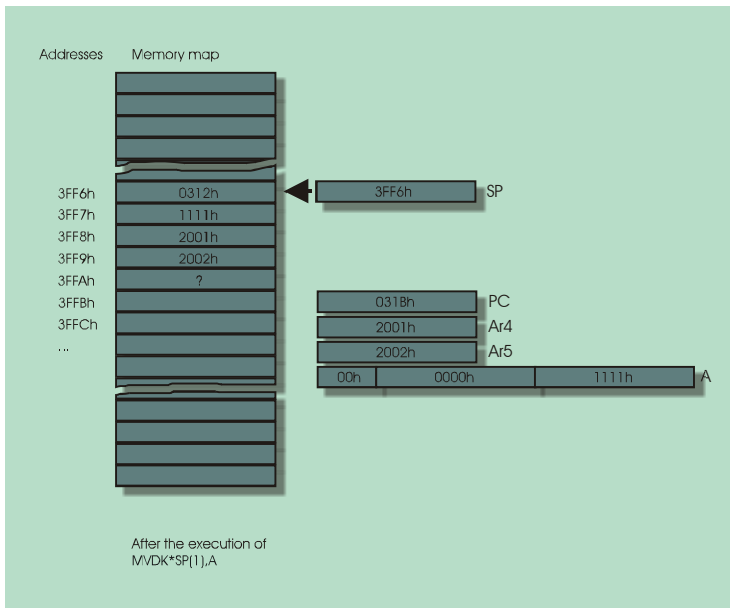 Addresses Memory map
3FF6h 0312h 3FF6h SP
3FF7h 1111h
3FF8h 2001h
3FF9h 2002h
3FFAh ?
3FFBh 031Bh PC
3FFCh 2001h Ar4
... 2002h Ar5
00h 0000h 1111h A
After the execution of
MVDK*SP(1),A